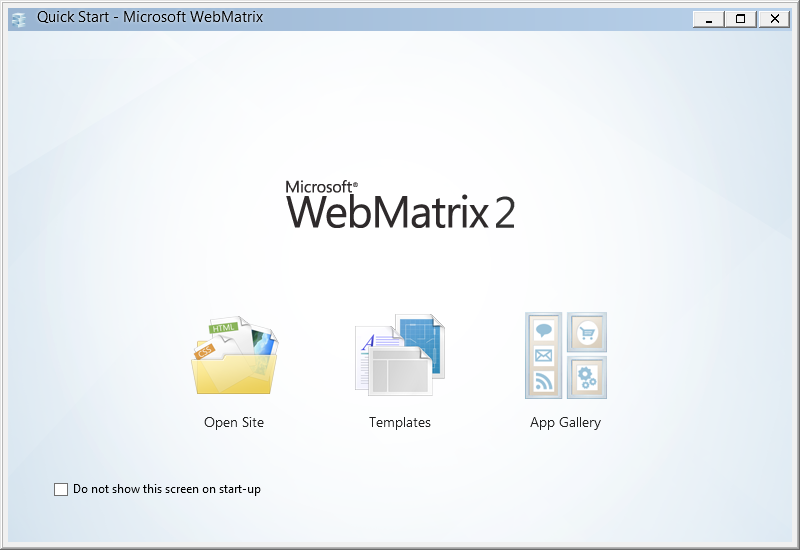 Quick Start - Microsoft WebMatrix
Microsoft®
WebMatrix 2
HTML
CSS
A
Open Site
Templates
App Gallery
Do not show this screen on start-up